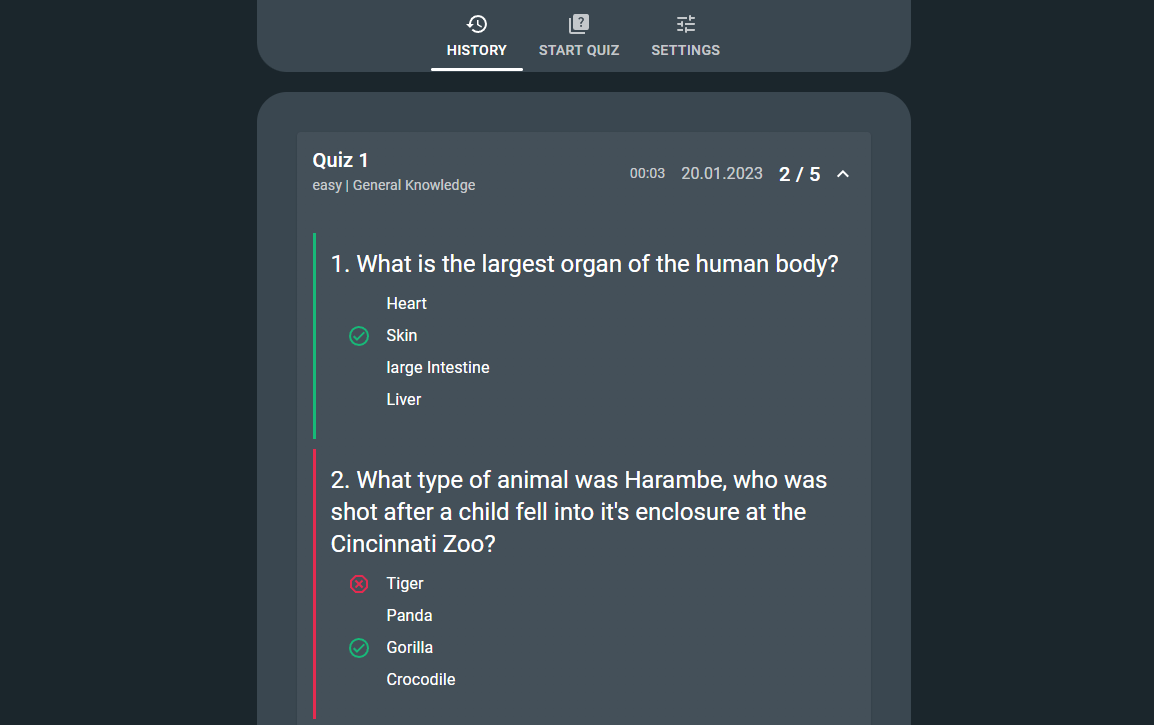 HISTORY START QUIZ SETTINGS
Quiz 1
easy | General Knowledge
00:03 20.01.2023 2 / 5
1. What is the largest organ of the human body?
Heart
Skin
large Intestine
Liver
2. What type of animal was Harambe, who was
shot after a child fell into it's enclosure at the
Cincinnati Zoo?
Tiger
Panda
Gorilla
Crocodile